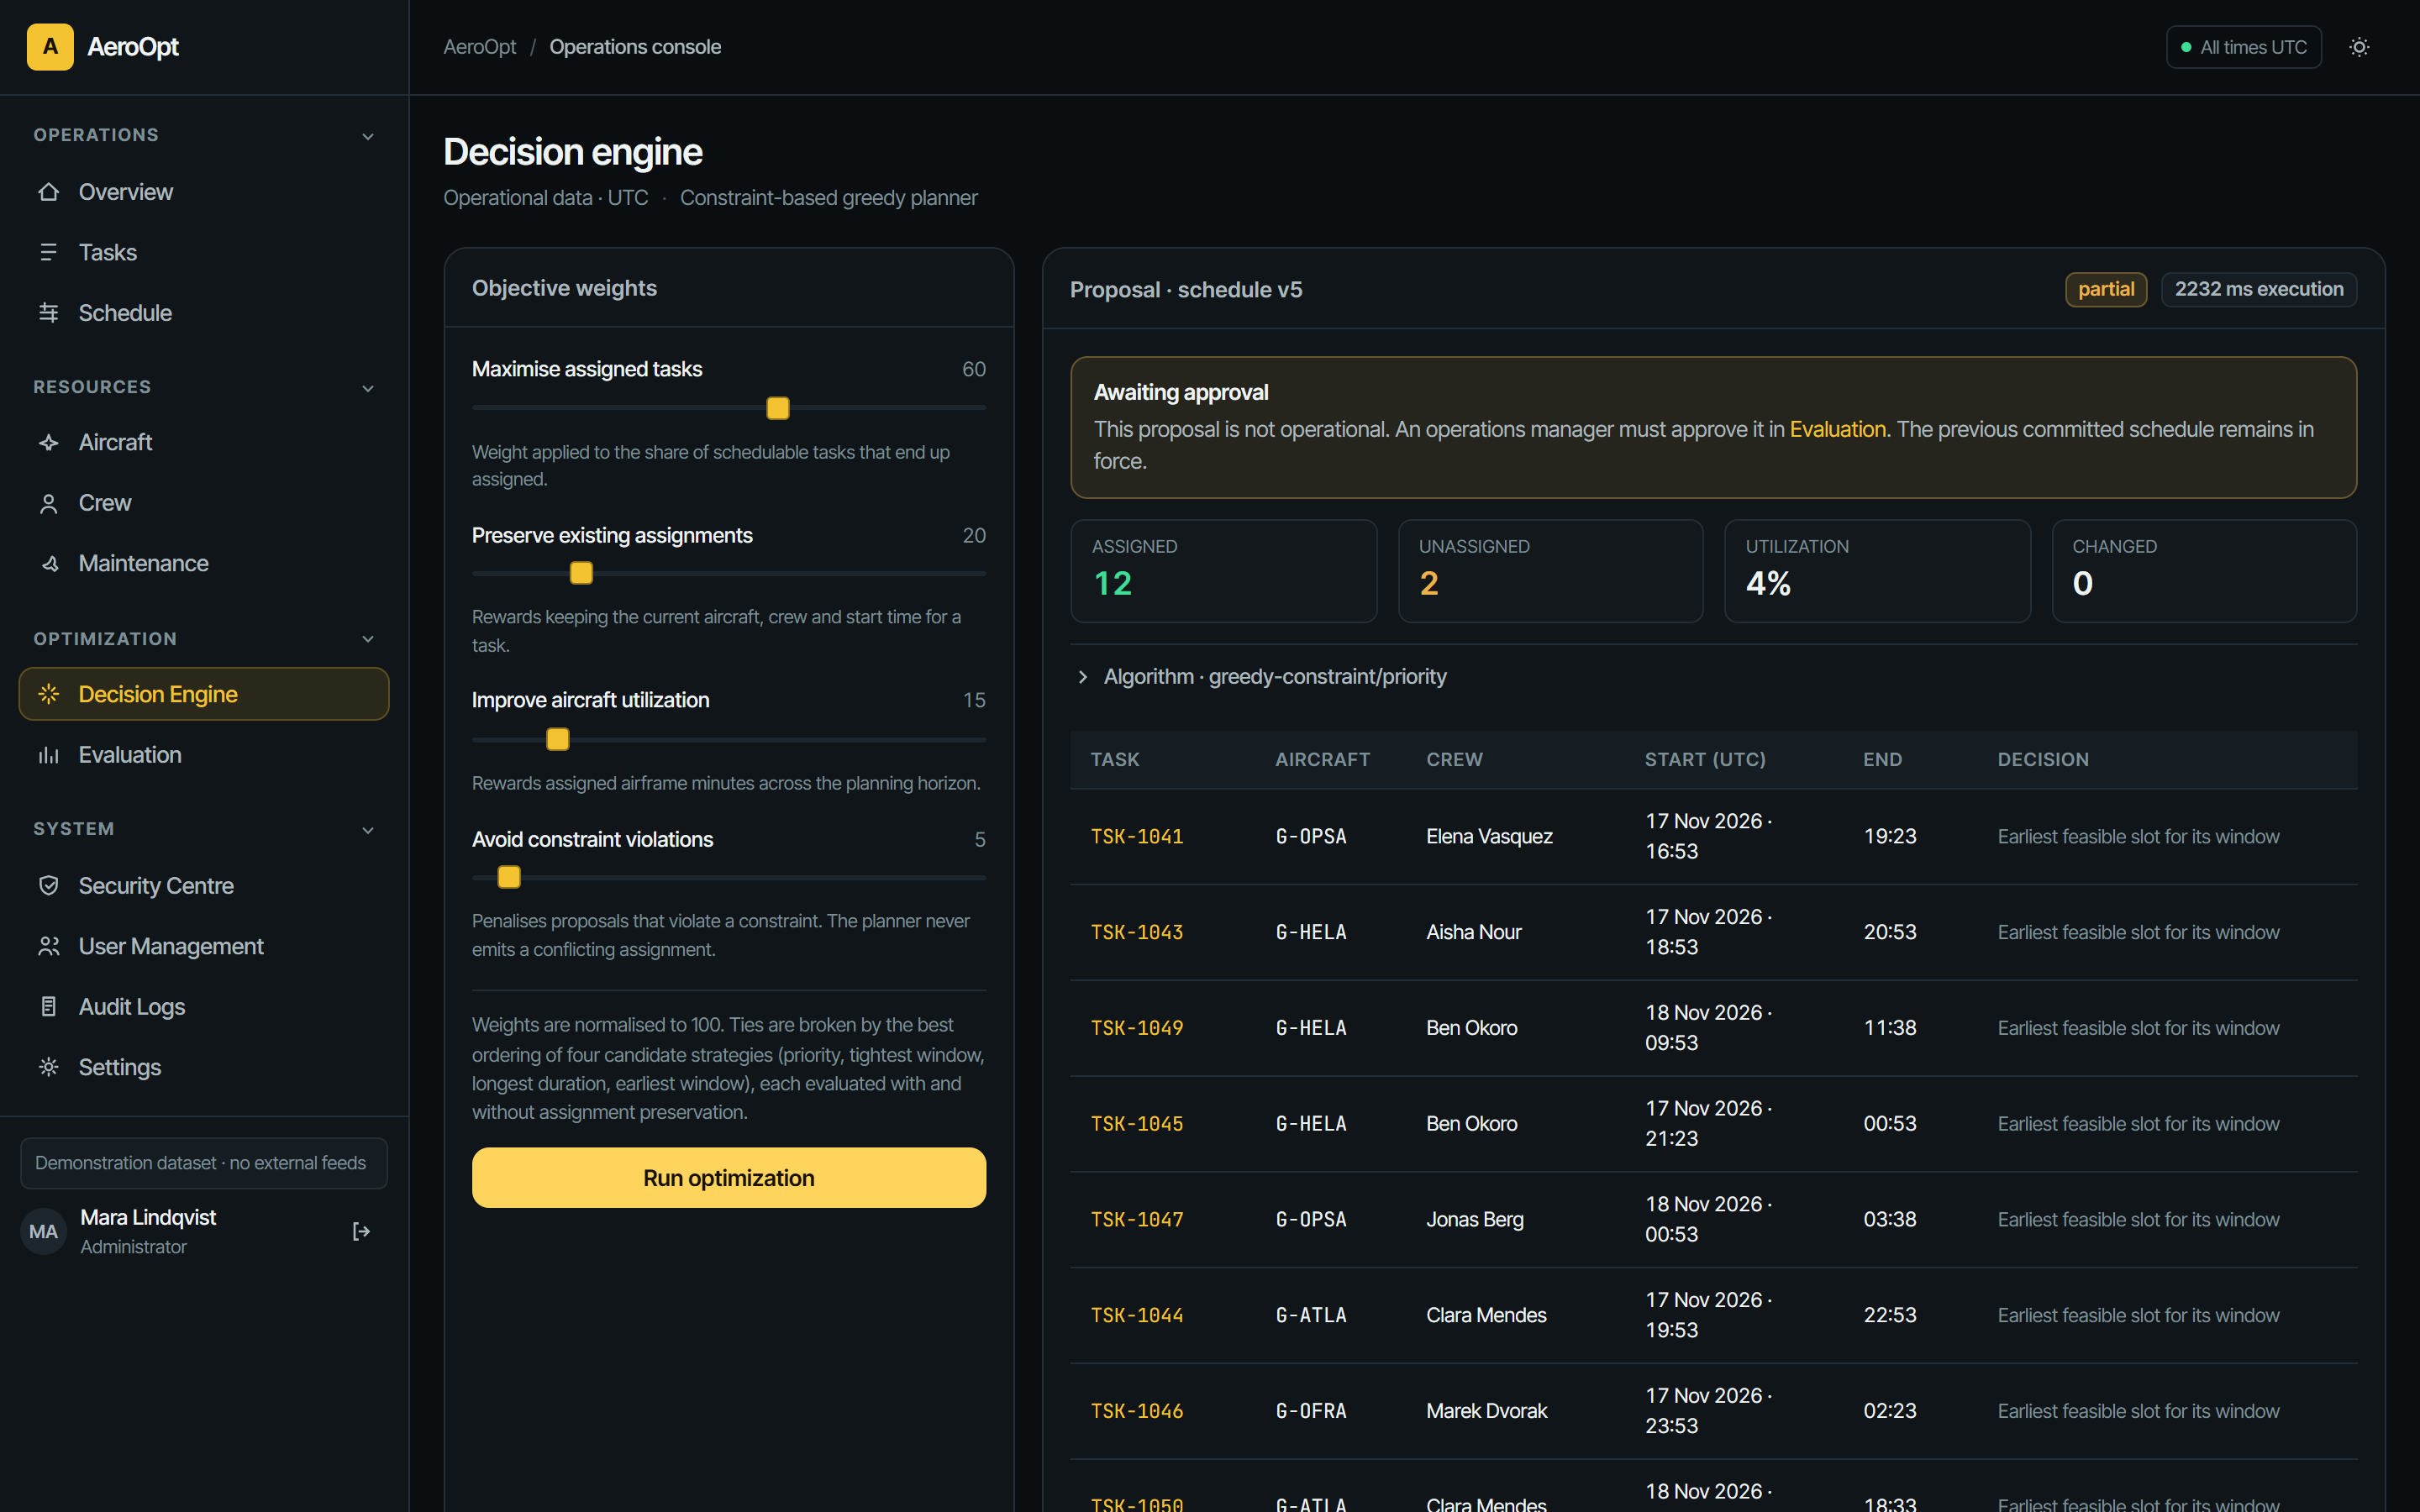 A AeroOpt
OPERATIONS
Overview
Tasks
Schedule
RESOURCES
Aircraft
Crew
Maintenance
OPTIMIZATION
Decision Engine
Evaluation
SYSTEM
Security Centre
User Management
Audit Logs
Settings
Demonstration dataset · no external feeds
MA Mara Lindqvist
Administrator
AeroOpt / Operations console
All times UTC
Decision engine
Operational data · UTC · Constraint-based greedy planner
Objective weights
Maximise assigned tasks 60
Weight applied to the share of schedulable tasks that end up
assigned.
Preserve existing assignments 20
Rewards keeping the current aircraft, crew and start time for a
task.
Improve aircraft utilization 15
Rewards assigned airframe minutes across the planning horizon.
Avoid constraint violations 5
Penalises proposals that violate a constraint. The planner never
emits a conflicting assignment.
Weights are normalised to 100. Ties are broken by the best
ordering of four candidate strategies (priority, tightest window,
longest duration, earliest window), each evaluated with and
without assignment preservation.
Run optimization
Proposal · schedule v5 partial 2232 ms execution
Awaiting approval
This proposal is not operational. An operations manager must approve it in Evaluation. The previous committed schedule remains in
force.
ASSIGNED UNASSIGNED UTILIZATION CHANGED
12 2 4% 0
Algorithm · greedy-constraint/priority
TASK AIRCRAFT CREW START (UTC) END DECISION
TSK-1041 G-OPSA Elena Vasquez 17 Nov 2026 · 19:23 Earliest feasible slot for its window
16:53
TSK-1043 G-HELA Aisha Nour 17 Nov 2026 · 20:53 Earliest feasible slot for its window
18:53
TSK-1049 G-HELA Ben Okoro 18 Nov 2026 · 11:38 Earliest feasible slot for its window
09:53
TSK-1045 G-HELA Ben Okoro 17 Nov 2026 · 00:53 Earliest feasible slot for its window
21:23
TSK-1047 G-OPSA Jonas Berg 18 Nov 2026 · 03:38 Earliest feasible slot for its window
00:53
TSK-1044 G-ATLA Clara Mendes 17 Nov 2026 · 22:53 Earliest feasible slot for its window
19:53
TSK-1046 G-OFRA Marek Dvorak 17 Nov 2026 · 02:23 Earliest feasible slot for its window
23:53
TSK-1050 G-ATLA Clara Mendes 18 Nov 2026 · 18:33 Earliest feasible slot for its window